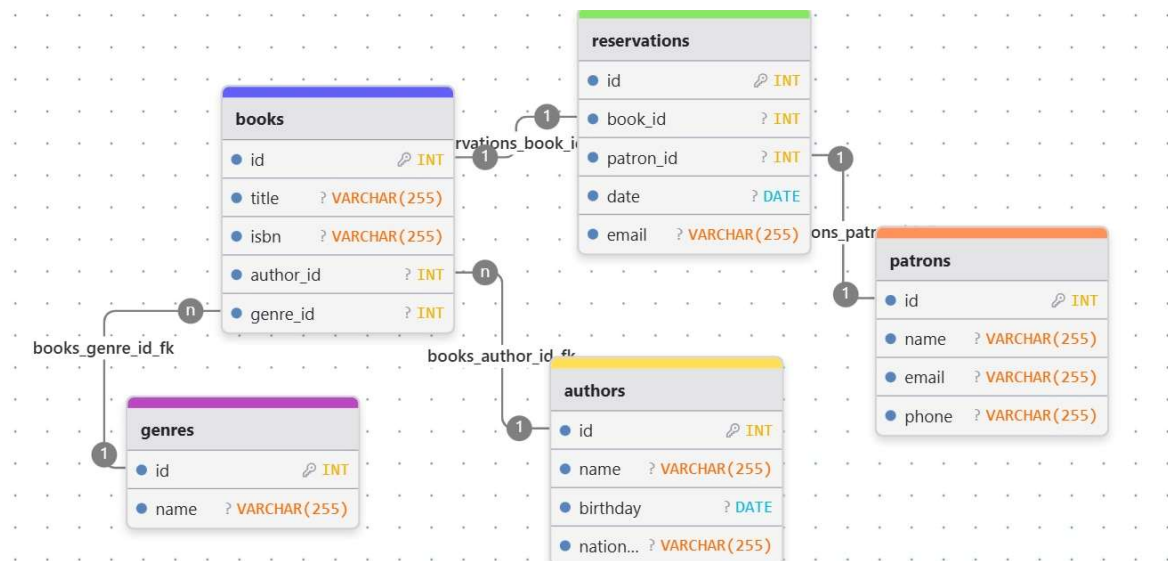 reservations
id ? INT
book_id ? INT
patron_id ? INT
date ? DATE
email ? VARCHAR(255)
books
id INT
title ? VARCHAR(255)
isbn ? VARCHAR(255)
author_id ? INT
genre_id ? INT
1
1
rvations_book_i
1
1
ons_patr
patrons
id INT
name ? VARCHAR(255)
email ? VARCHAR(255)
phone ? VARCHAR(255)
n
n
books_genre_id_fk
books_author_id_fk
1
1
authors
id INT
name ? VARCHAR(255)
birthday ? DATE
nation... ? VARCHAR(255)
genres
id INT
name ? VARCHAR(255)